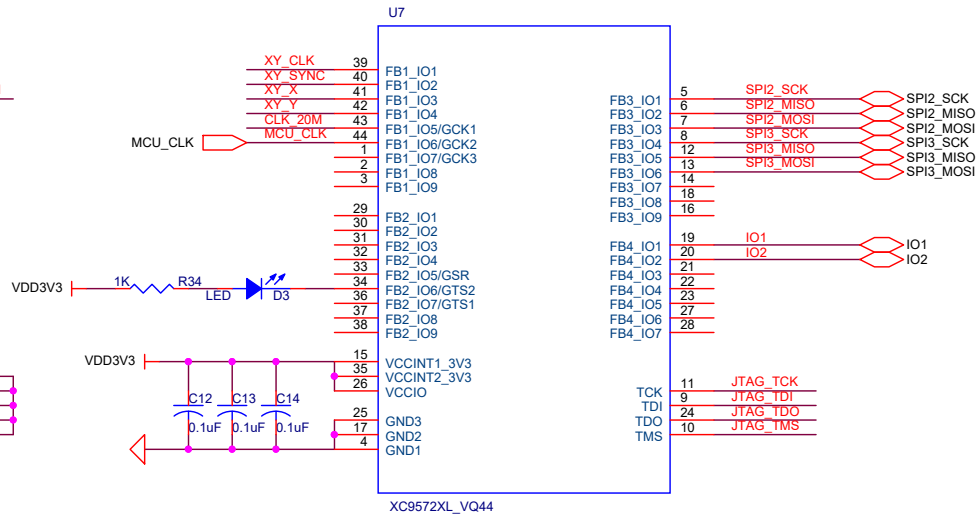 U7
XY_CLK 39 FB1_IO1
XY_SYNC 40 FB1_IO2
XY_X 41 FB1_IO3
XY_Y 42 FB1_IO4
CLK_20M 43 FB1_IO5/GCK1
MCU_CLK MCU_CLK 44 FB1_IO6/GCK2
1 FB1_IO7/GCK3
2 FB1_IO8
3 FB1_IO9
29 FB2_IO1
30 FB2_IO2
31 FB2_IO3
32 FB2_IO4
33 FB2_IO5/GSR
VDD3V3 1K R34 LED D3 34 FB2_IO6/GTS2
36 FB2_IO7/GTS1
37 FB2_IO8
38 FB2_IO9
VDD3V3 15 VCCINT1_3V3
35 VCCINT2_3V3
26 VCCIO
C12 C13 C14
0.1uF 0.1uF 0.1uF
25 GND3
17 GND2
4 GND1
FB3_IO1 5 SPI2_SCK SPI2_SCK
FB3_IO2 6 SPI2_MISO SPI2_MISO
FB3_IO3 7 SPI2_MOSI SPI2_MOSI
FB3_IO4 8 SPI3_SCK SPI3_SCK
FB3_IO5 12 SPI3_MISO SPI3_MISO
FB3_IO6 13 SPI3_MOSI SPI3_MOSI
FB3_IO7 14
FB3_IO8 18
FB3_IO9 16
FB4_IO1 19 IO1 IO1
FB4_IO2 20 IO2 IO2
FB4_IO3 21
FB4_IO4 22
FB4_IO5 23
FB4_IO6 27
FB4_IO7 28
TCK 11 JTAG_TCK
TDI 9 JTAG_TDI
TDO 24 JTAG_TDO
TMS 10 JTAG_TMS
XC9572XL_VQ44